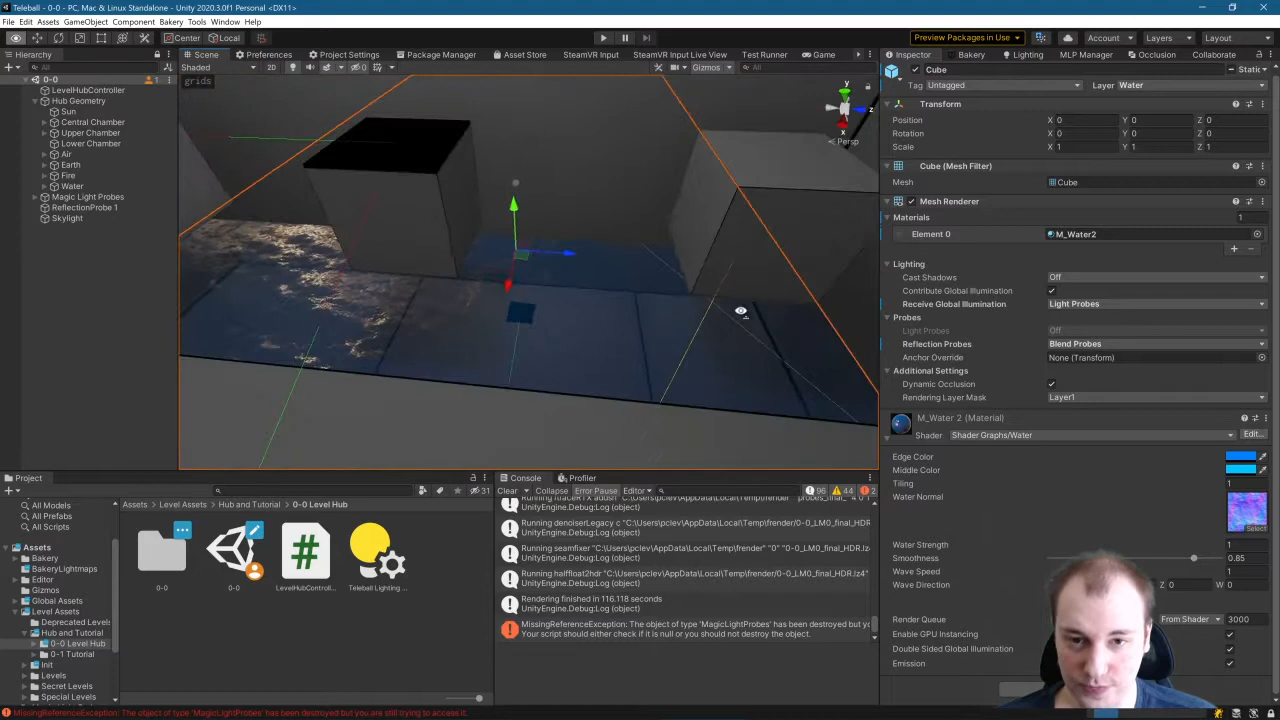 Teleball - 0-0 - PC, Mac & Linux Standalone - Unity 2020.3.0f1 Personal <DX11>
File Edit Assets GameObject Component Bakery Tools Window Help
Center Local Preview Packages in Use Account Layers Layout
Hierarchy Scene Preferences Project Settings Package Manager Asset Store SteamVR Input SteamVR Input Live View Test Runner Game Inspector Bakery Lighting MLP Manager Occlusion Collaborate
All Shaded 2D 0 Gizmos All Cube Static
0-0 1 grids Tag Untagged Layer Water
LevelHubController
Hub Geometry Transform
Sun Position X 0 Y 0 Z 0
Central Chamber Rotation X 0 Y 0 Z 0
Upper Chamber Scale X 1 Y 1 Z 1
Lower Chamber
Air Cube (Mesh Filter)
Earth Mesh Cube
Fire
Water Mesh Renderer
Magic Light Probes Materials 1
ReflectionProbe 1 Element 0 M_Water2
Skylight
y
z
x
< Persp
Lighting
Cast Shadows Off
Contribute Global Illumination
Receive Global Illumination Light Probes
Probes
Light Probes Off
Reflection Probes Blend Probes
Anchor Override None (Transform)
Additional Settings
Dynamic Occlusion
Rendering Layer Mask Layer1
M_Water 2 (Material)
Shader Shader Graphs/Water Edit...
Edge Color
Middle Color
Tiling 1
Water Normal
Select
Water Strength 1
Smoothness 0.85
Wave Speed 1
Wave Direction Z 0 W 0
Render Queue From Shader 3000
Enable GPU Instancing
Double Sided Global Illumination
Emission
Project
31
All Models
All Prefabs
All Scripts
Assets
Bakery
BakeryLightmaps
Editor
Gizmos
Global Assets
Level Assets
Deprecated Levels
Hub and Tutorial
0-0 Level Hub
0-1 Tutorial
Init
Levels
Secret Levels
Special Levels
Assets > Level Assets > Hub and Tutorial > 0-0 Level Hub
#
0-0 0-0 LevelHubControl... Teleball Lighting ...
Console Profiler
Clear Collapse Error Pause Editor 96 44 2
Running denoiserLegacy c "C:\Users\pclev\AppData\Local\Temp\frender/0-0_LM0_final_HDR
UnityEngine.Debug:Log (object)
Running seamfixer "C:\Users\pclev\AppData\Local\Temp\frender" "0" "0-0_LM0_final_HDR.lz4"
UnityEngine.Debug:Log (object)
Running halffloat2hdr "C:\Users\pclev\AppData\Local\Temp\frender/0-0_LM0_final_HDR.lz4"
UnityEngine.Debug:Log (object)
Rendering finished in 116.118 seconds
UnityEngine.Debug:Log (object)
MissingReferenceException: The object of type 'MagicLightProbes' has been destroyed but
Your script should either check if it is null or you should not destroy the object.
MissingReferenceException: The object of type 'MagicLightProbes' has been destroyed but you are still trying to access it.